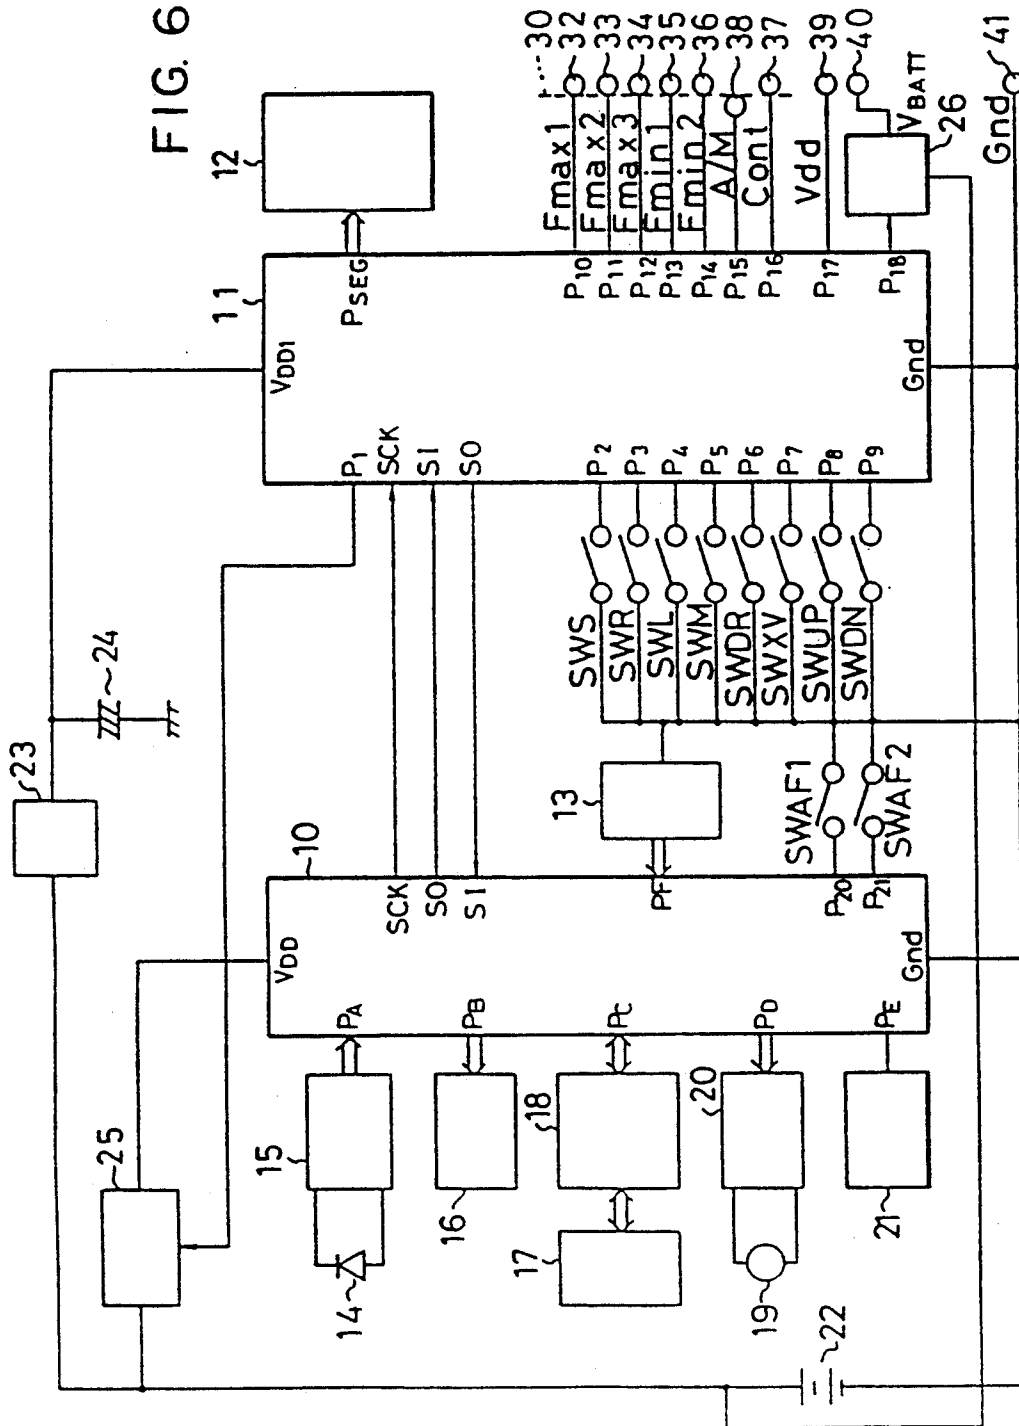 FIG. 6
12
11
PSEG
VDD1
P1
SCK
SI
SO
P2
P3
P4
P5
P6
P7
P8
P9
P10
P11
P12
P13
P14
P15
P16
P17
P18
Gnd
Fmax1
Fmax2
Fmax3
Fmin1
Fmin2
A/M
Cont
Vdd
VBATT
26
Gnd
30
32
33
34
35
36
38
37
39
40
41
23
24
SWS
SWR
SWL
SWM
SWDR
SWXV
SWUP
SWDN
13
SWAF1
SWAF2
10
VDD
SCK
SO
SI
PF
P20
P21
Gnd
PA
PB
PC
PD
PE
25
15
14
16
18
17
20
19
21
22